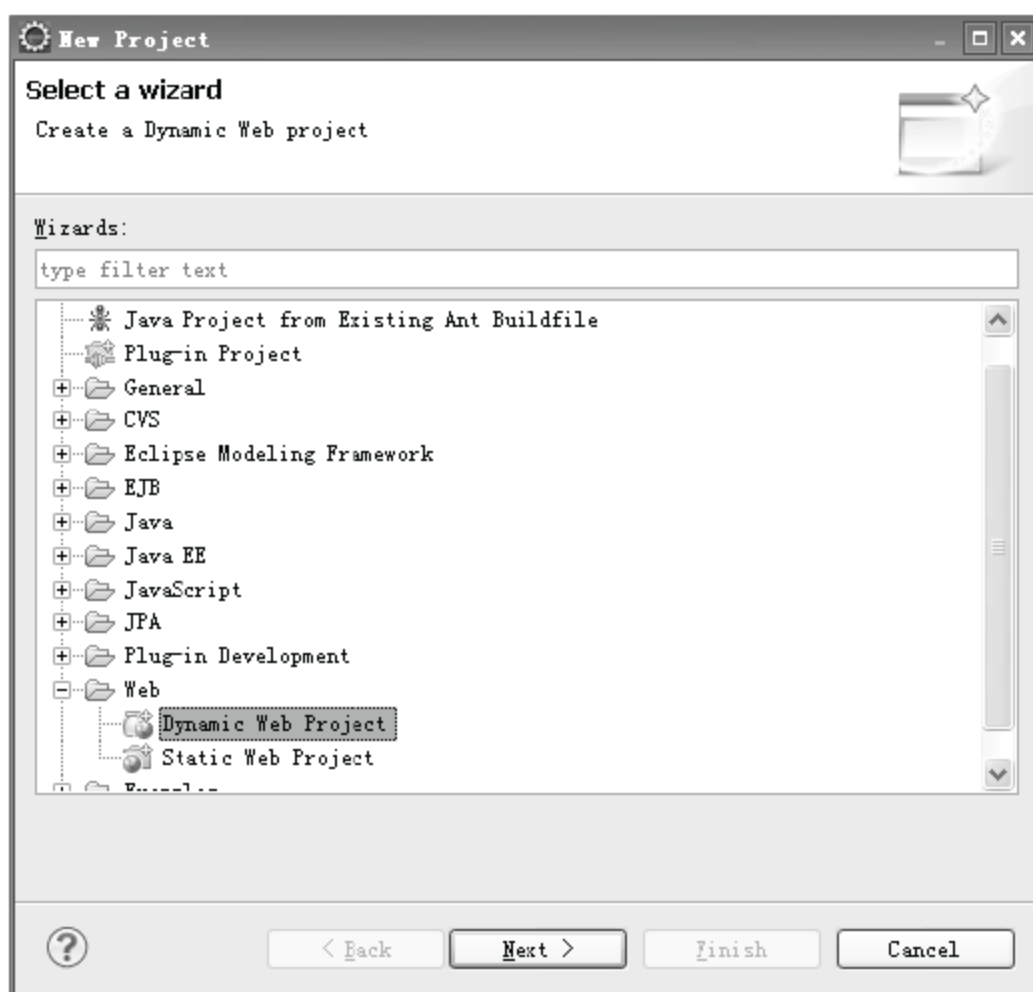 New Project
Select a wizard
Create a Dynamic Web project
Wizards:
type filter text
Java Project from Existing Ant Buildfile
Plug-in Project
General
CVS
Eclipse Modeling Framework
EJB
Java
Java EE
JavaScript
JPA
Plug-in Development
Web
Dynamic Web Project
Static Web Project
< Back Next > Finish Cancel